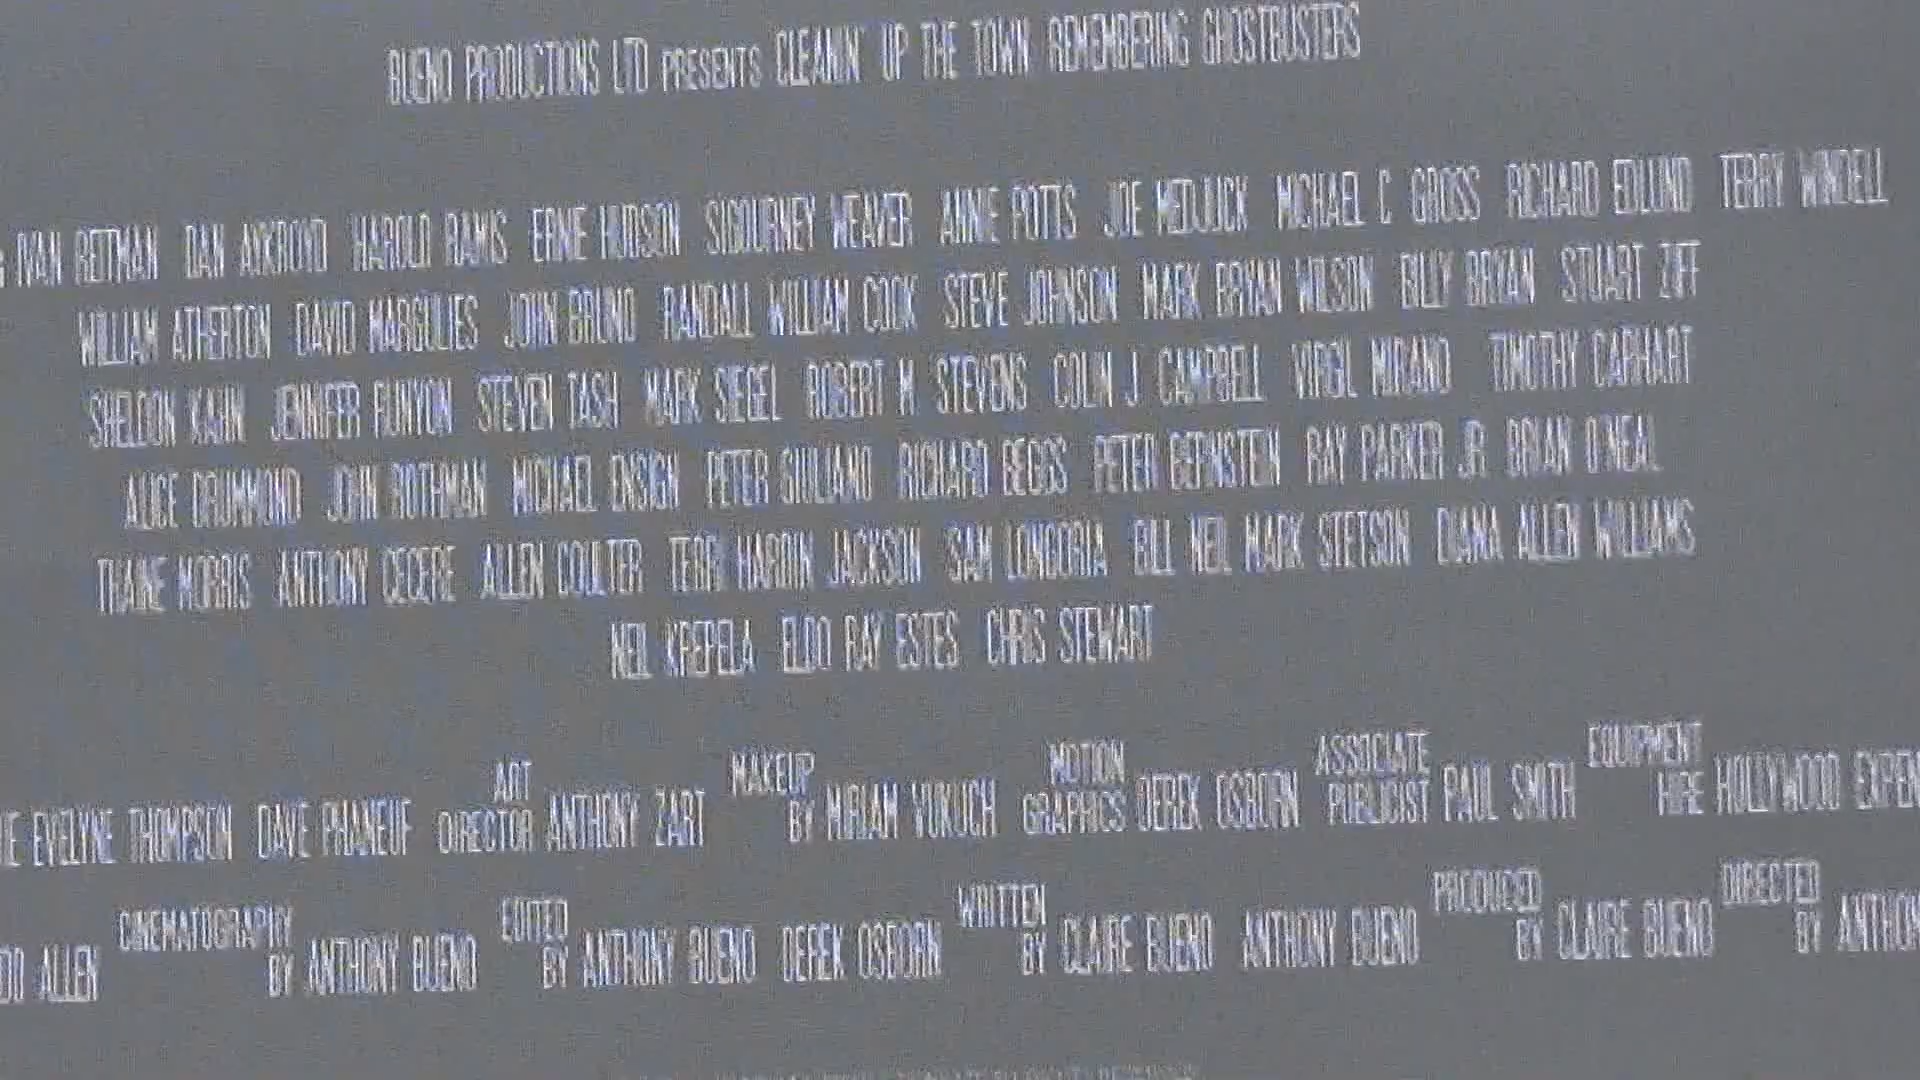 BUENO PRODUCTIONS LTD PRESENTS CLEANIN' UP THE TOWN REMEMBERING GHOSTBUSTERS
IVAN REITMAN DAN AYKROYD HAROLD RAMIS ERNIE HUDSON SIGOURNEY WEAVER ANNIE POTTS JOE MEDJUCK MICHAEL C GROSS RICHARD EDLUND TERRY WINDELL
WILLIAM ATHERTON DAVID MARGULIES JOHN BRUNO RANDALL WILLIAM COOK STEVE JOHNSON MARK BRYAN WILSON BILLY BRYAN STUART ZIFF
SHELDON KAHN JENNIFER RUNYON STEVEN TASH MARK SIEGEL ROBERT M STEVENS COLIN J CAMPBELL VIRGIL MIRANO TIMOTHY CARHART
ALICE DRUMMOND JOHN ROTHMAN MICHAEL ENSIGN PETER GIULIANO RICHARD BEGGS PETER BERNSTEIN RAY PARKER JR BRIAN O'NEAL
THAINE MORRIS ANTHONY CECERE ALLEN COULTER TERRI HARDIN JACKSON SAM LONGORIA BILL NEIL MARK STETSON DIANA ALLEN WILLIAMS
NEIL KREPELA ELDO RAY ESTES CHRIS STEWART
EVELYNE THOMPSON DAVE PHANEUF ART DIRECTOR ANTHONY ZART MAKEUP BY MIRIAM VUKUCH MOTION GRAPHICS DEREK OSBORN ASSOCIATE PUBLICIST PAUL SMITH EQUIPMENT HIRE HOLLYWOOD EXPEN
ALLEN CINEMATOGRAPHY BY ANTHONY BUENO EDITED BY ANTHONY BUENO DEREK OSBORN WRITTEN BY CLAIRE BUENO ANTHONY BUENO PRODUCED BY CLAIRE BUENO DIRECTED BY ANTHON